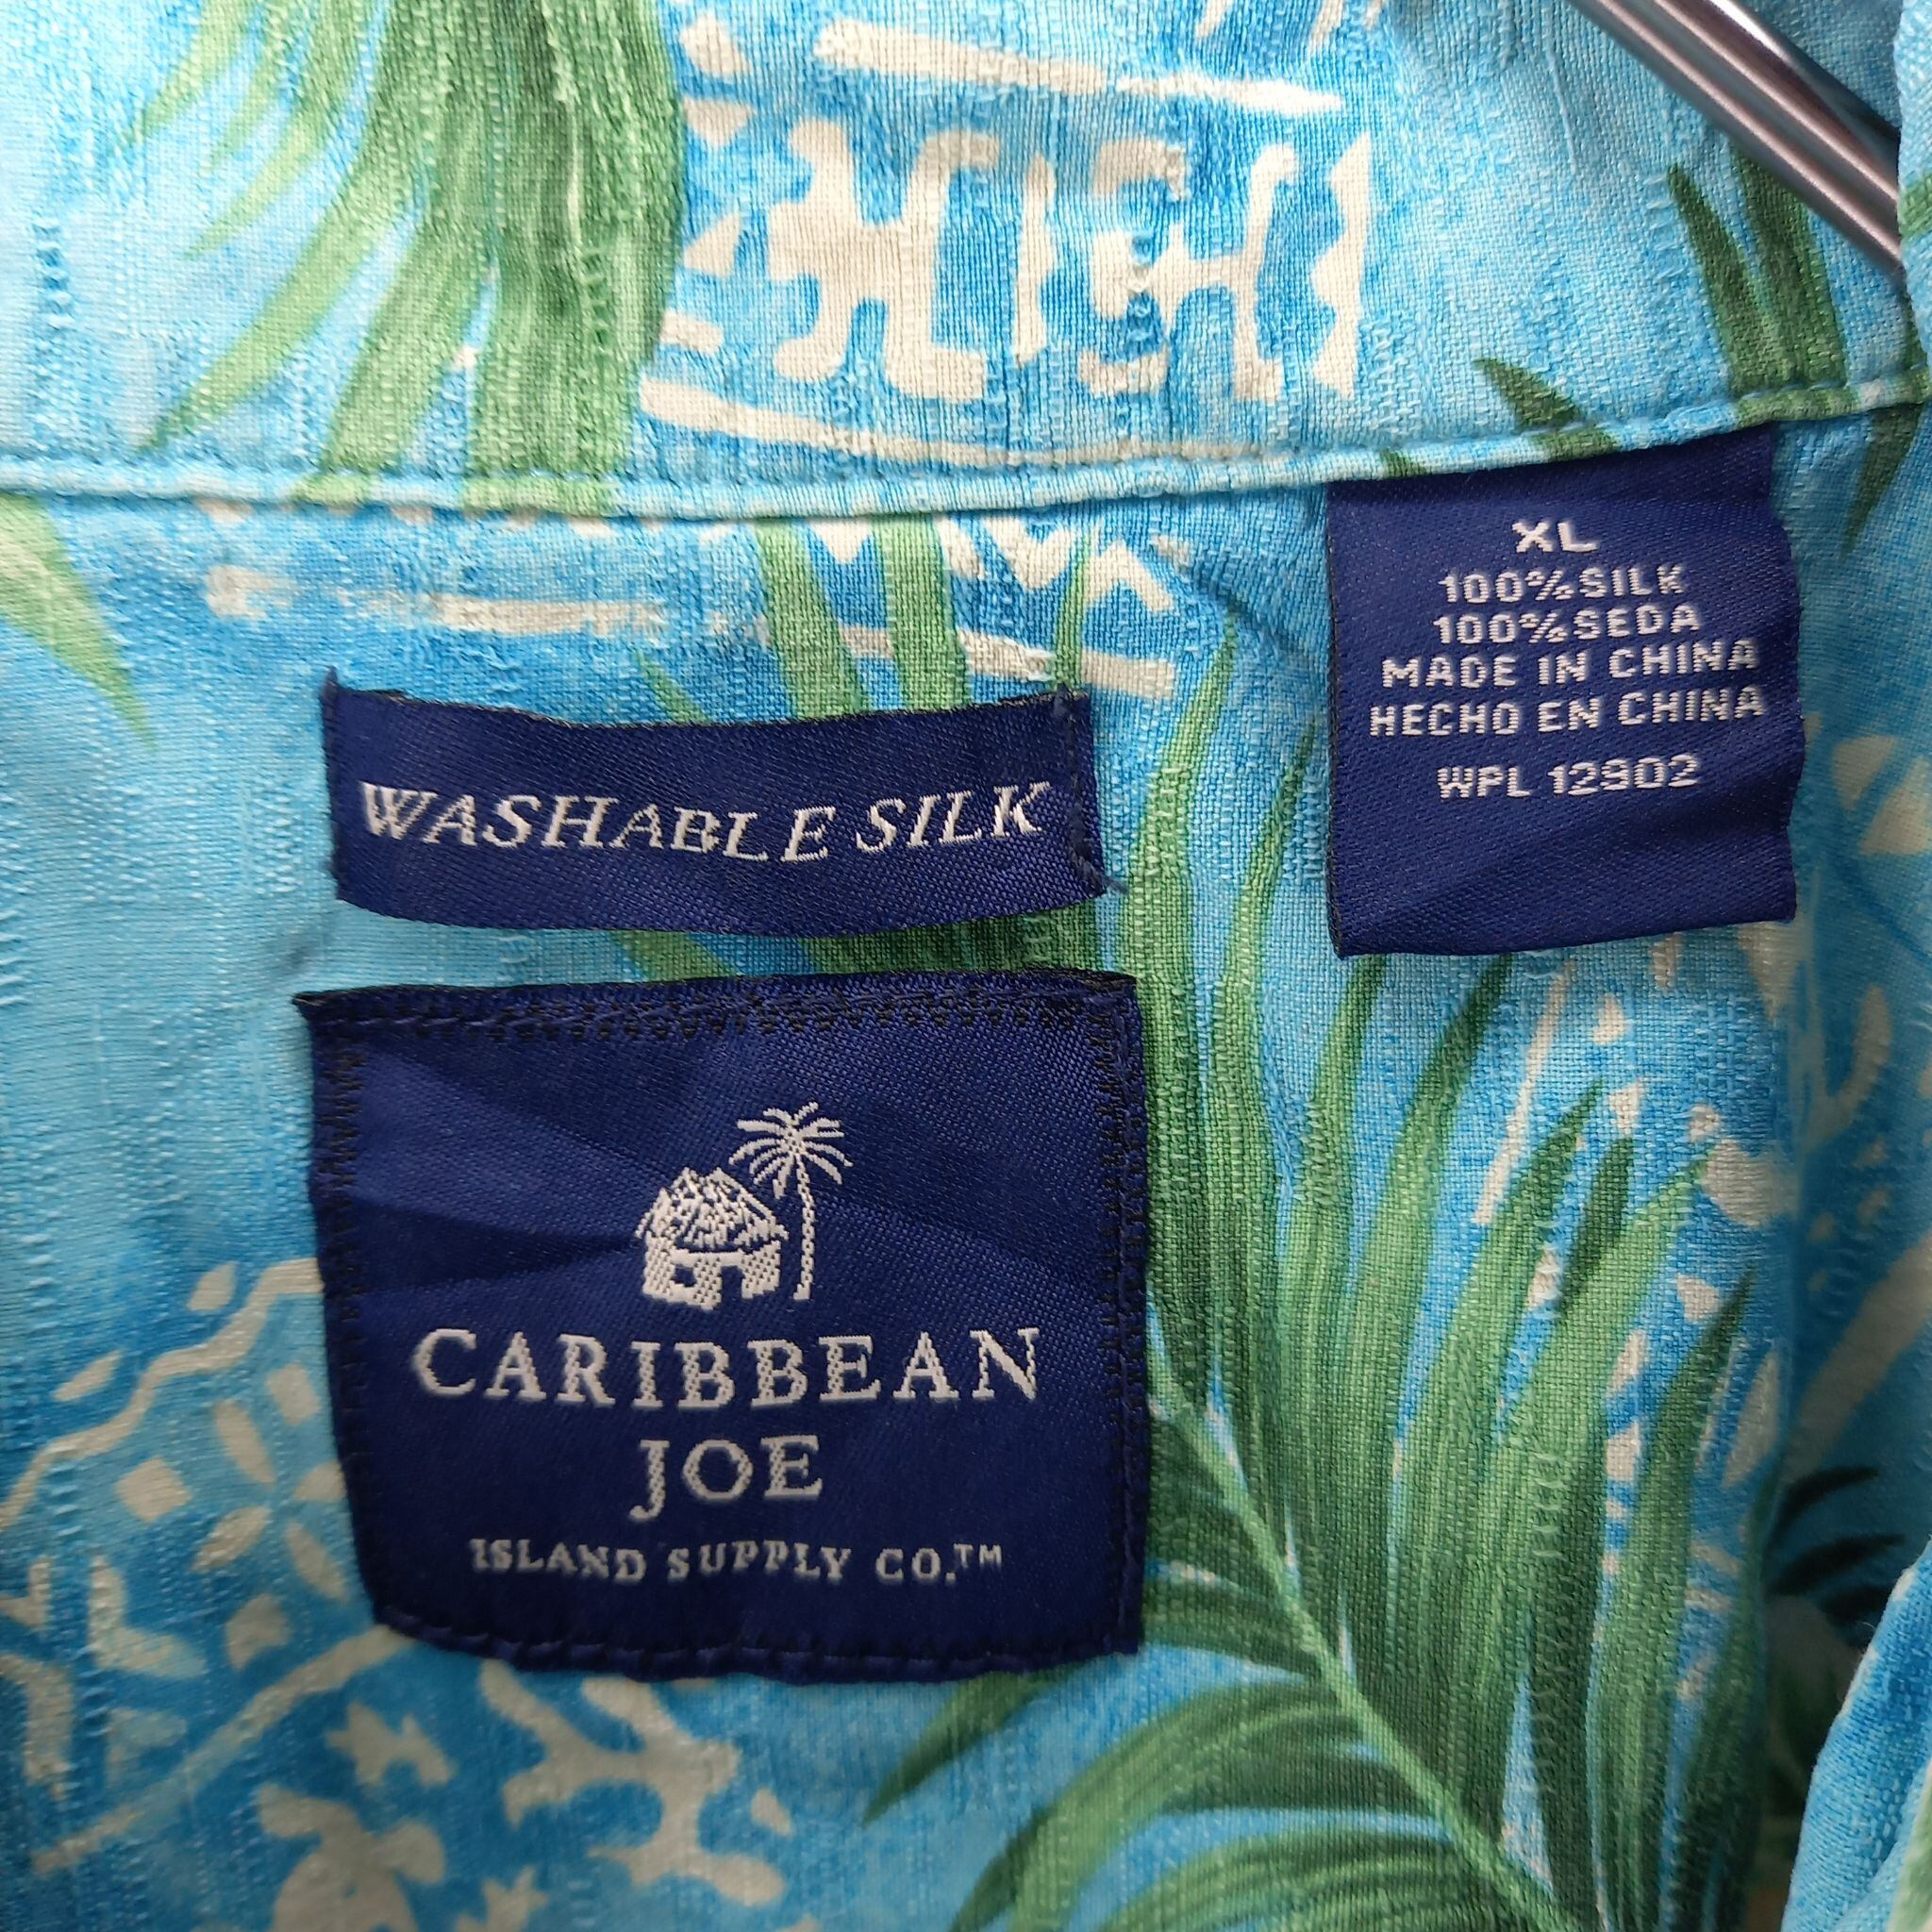 XL
100%SILK
100%SEDA
MADE IN CHINA
HECHO EN CHINA
WPL 12902
WASHABLE SILK
CARIBBEAN
JOE
ISLAND SUPPLY CO.™